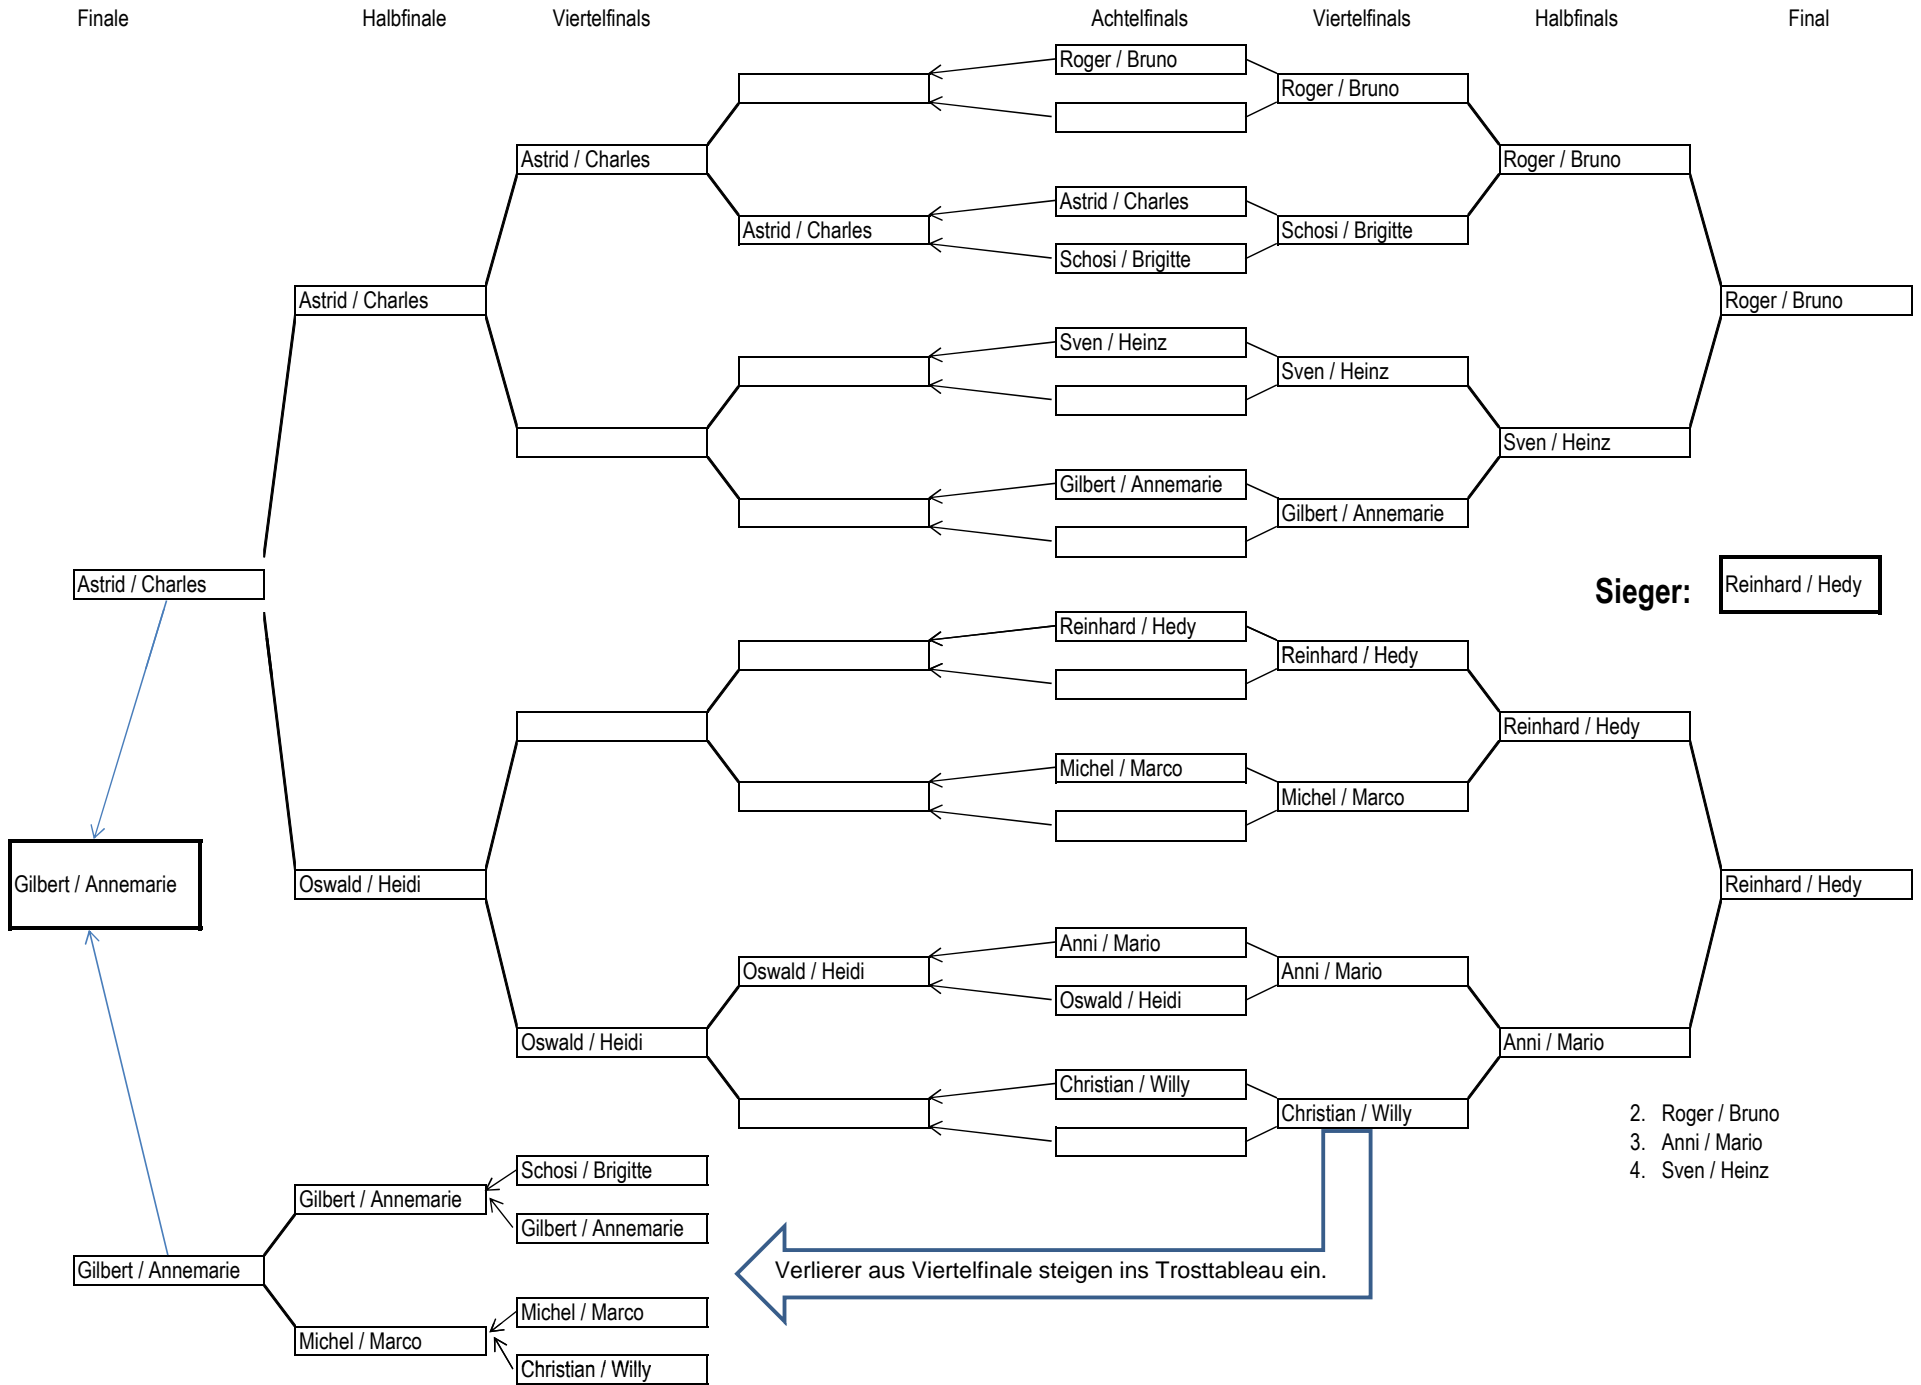 Finale Halbfinale Viertelfinals Achtelfinals Viertelfinals Halbfinals Final
Roger / Bruno
Roger / Bruno
Astrid / Charles Roger / Bruno
Astrid / Charles
Astrid / Charles Schosi / Brigitte
Schosi / Brigitte
Astrid / Charles Roger / Bruno
Sven / Heinz
Sven / Heinz
Sven / Heinz
Gilbert / Annemarie
Gilbert / Annemarie
Astrid / Charles Sieger: Reinhard / Hedy
Reinhard / Hedy
Reinhard / Hedy
Reinhard / Hedy
Michel / Marco
Michel / Marco
Gilbert / Annemarie Oswald / Heidi Reinhard / Hedy
Anni / Mario
Oswald / Heidi Anni / Mario
Oswald / Heidi
Oswald / Heidi Anni / Mario
Christian / Willy
Christian / Willy 2. Roger / Bruno
3. Anni / Mario
Schosi / Brigitte 4. Sven / Heinz
Gilbert / Annemarie
Gilbert / Annemarie
Gilbert / Annemarie Verlierer aus Viertelfinale steigen ins Trosttableau ein.
Michel / Marco
Michel / Marco
Christian / Willy